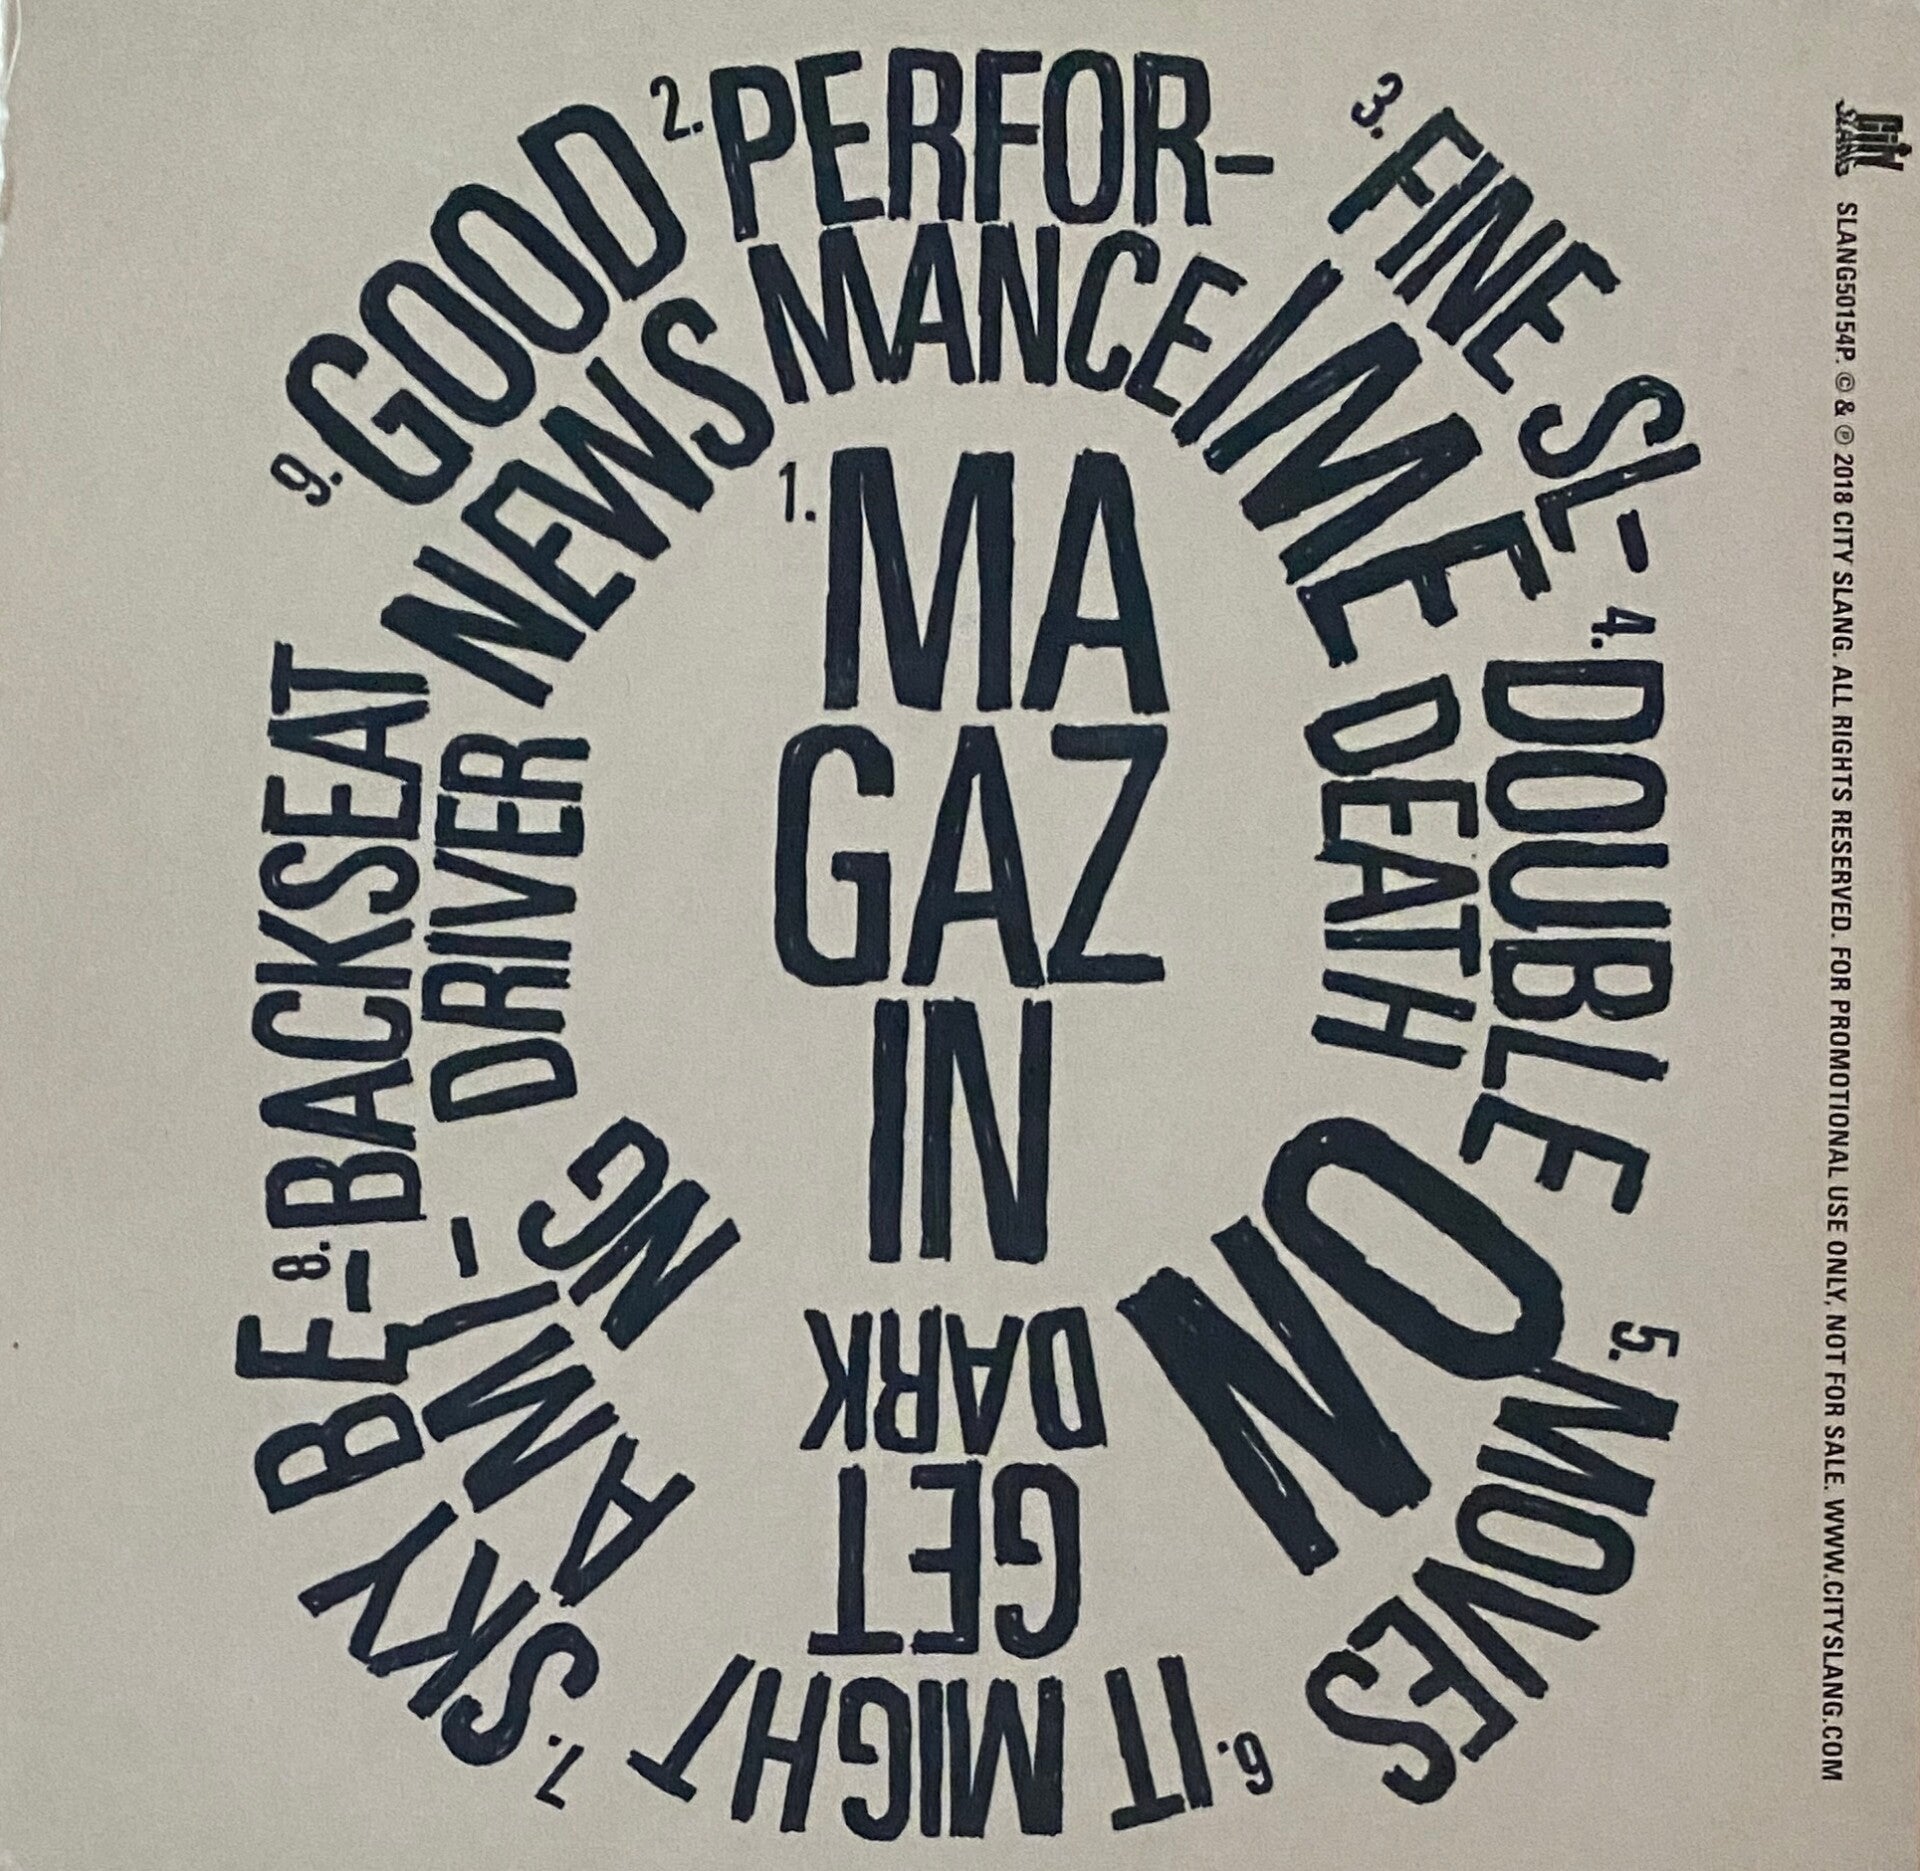 1. MA
GAZ
IN
2. PERFOR-
MANCE
3. FINE SL-
IME
4. DOUBLE
DEATH
5. MOVES
ON
6. IT MIGHT
GET
DARK
7. SKY BE-
AMI-
NG
A
8. BACKSEAT
DRIVER
9. GOOD
NEWS
CITY
SLANG
SLANG50154P. © & ℗ 2018 CITY SLANG. ALL RIGHTS RESERVED. FOR PROMOTIONAL USE ONLY, NOT FOR SALE. WWW.CITYSLANG.COM